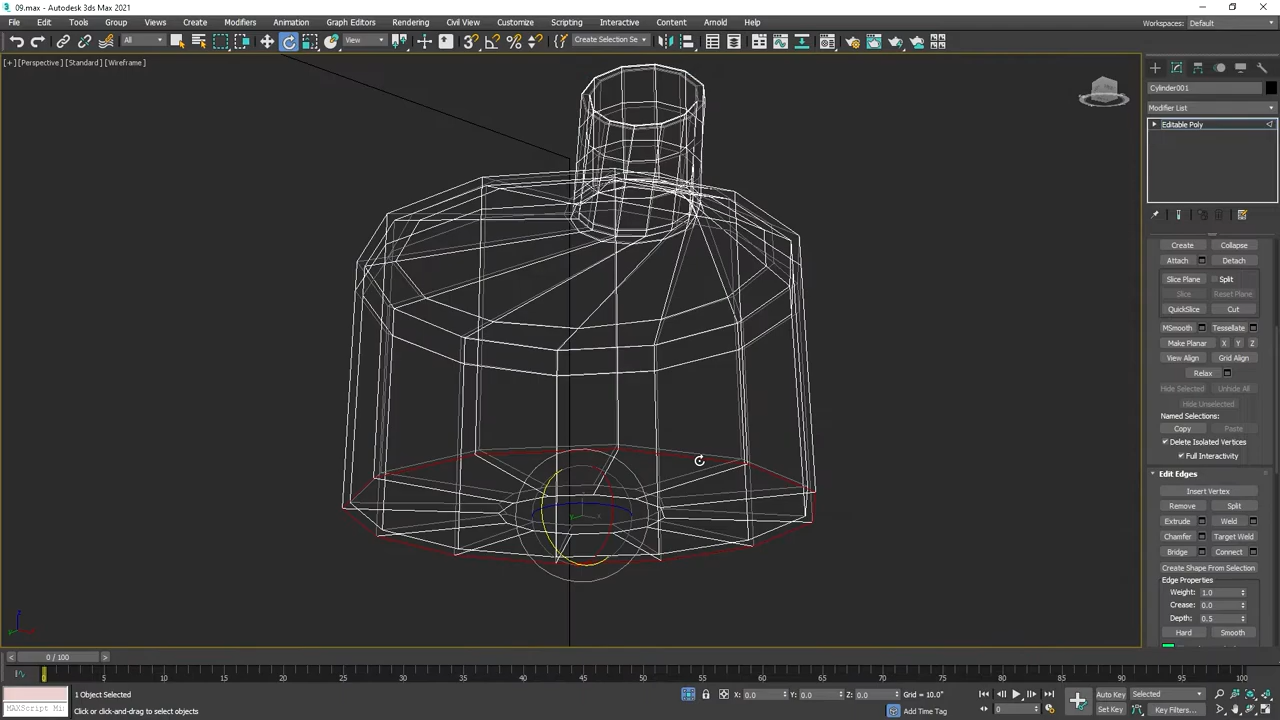 09.max - Autodesk 3ds Max 2021
File Edit Tools Group Views Create Modifiers Animation Graph Editors Rendering Civil View Customize Scripting Interactive Content Arnold Help
Workspaces: Default
All View Create Selection Se
[+] [Perspective] [Standard] [Wireframe]
Cylinder001
Modifier List
Editable Poly
Create Collapse
Attach Detach
Slice Plane Split
Slice Reset Plane
QuickSlice Cut
MSmooth Tessellate
Make Planar X Y Z
View Align Grid Align
Relax
Hide Selected Unhide All
Hide Unselected
Named Selections:
Copy Paste
Delete Isolated Vertices
Full Interactivity
Edit Edges
Insert Vertex
Remove Split
Extrude Weld
Chamfer Target Weld
Bridge Connect
Create Shape From Selection
Edge Properties
Weight: 1.0
Crease: 0.0
Depth: 0.5
Hard Smooth
z
< 0 / 100 >
0 5 10 15 20 25 30 35 40 45 50 55 60 65 70 75 80 85 90 95 100
1 Object Selected
X: 0.0 Y: 0.0 Z: 0.0 Grid = 10.0"
Auto Key Selected
MAXScript Mi
Click or click-and-drag to select objects
Add Time Tag
0
Set Key Key Filters...